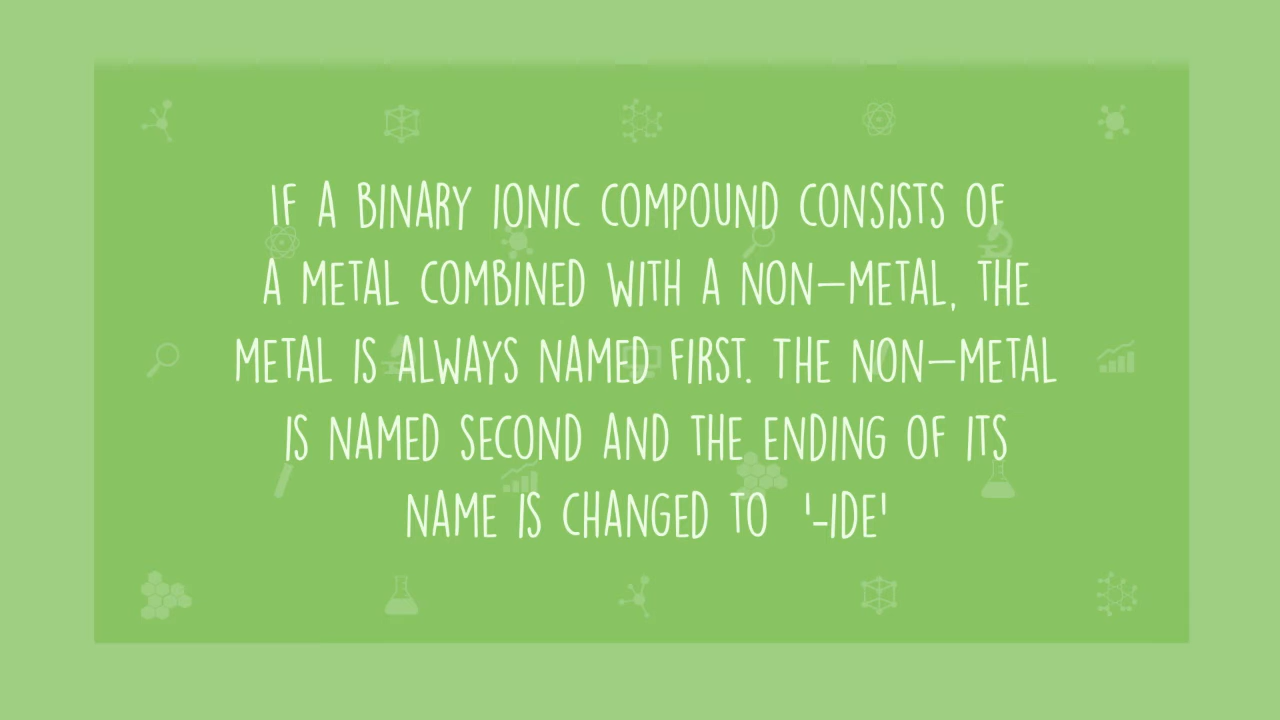 IF A BINARY IONIC COMPOUND CONSISTS OF
A METAL COMBINED WITH A NON-METAL, THE
METAL IS ALWAYS NAMED FIRST. THE NON-METAL
IS NAMED SECOND AND THE ENDING OF ITS
NAME IS CHANGED TO '-IDE'